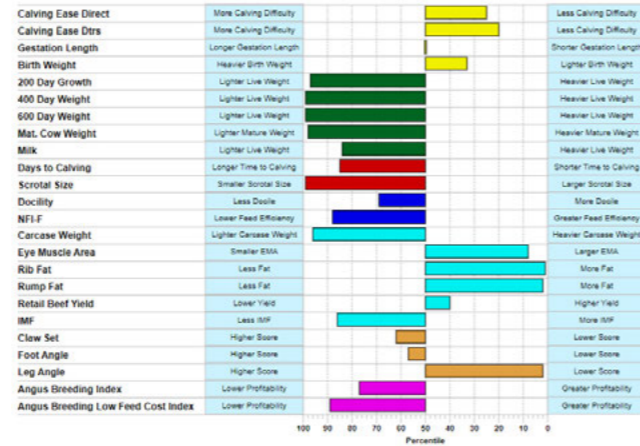 Calving Ease Direct More Calving Difficulty Less Calving Difficulty
Calving Ease Dtrs More Calving Difficulty Less Calving Difficulty
Gestation Length Longer Gestation Length Shorter Gestation Length
Birth Weight Heavier Birth Weight Lighter Birth Weight
200 Day Growth Lighter Live Weight Heavier Live Weight
400 Day Weight Lighter Live Weight Heavier Live Weight
600 Day Weight Lighter Live Weight Heavier Live Weight
Mat. Cow Weight Lighter Mature Weight Heavier Mature Weight
Milk Lighter Live Weight Heavier Live Weight
Days to Calving Longer Time to Calving Shorter Time to Calving
Scrotal Size Smaller Scrotal Size Larger Scrotal Size
Docility Less Docile More Docile
NFI-F Lower Feed Efficiency Greater Feed Efficiency
Carcase Weight Lighter Carcase Weight Heavier Carcase Weight
Eye Muscle Area Smaller EMA Larger EMA
Rib Fat Less Fat More Fat
Rump Fat Less Fat More Fat
Retail Beef Yield Lower Yield Higher Yield
IMF Less IMF More IMF
Claw Set Higher Score Lower Score
Foot Angle Higher Score Lower Score
Leg Angle Higher Score Lower Score
Angus Breeding Index Lower Profitability Greater Profitability
Angus Breeding Low Feed Cost Index Lower Profitability Greater Profitability
100 90 80 70 60 50 40 30 20 10 0
Percentile